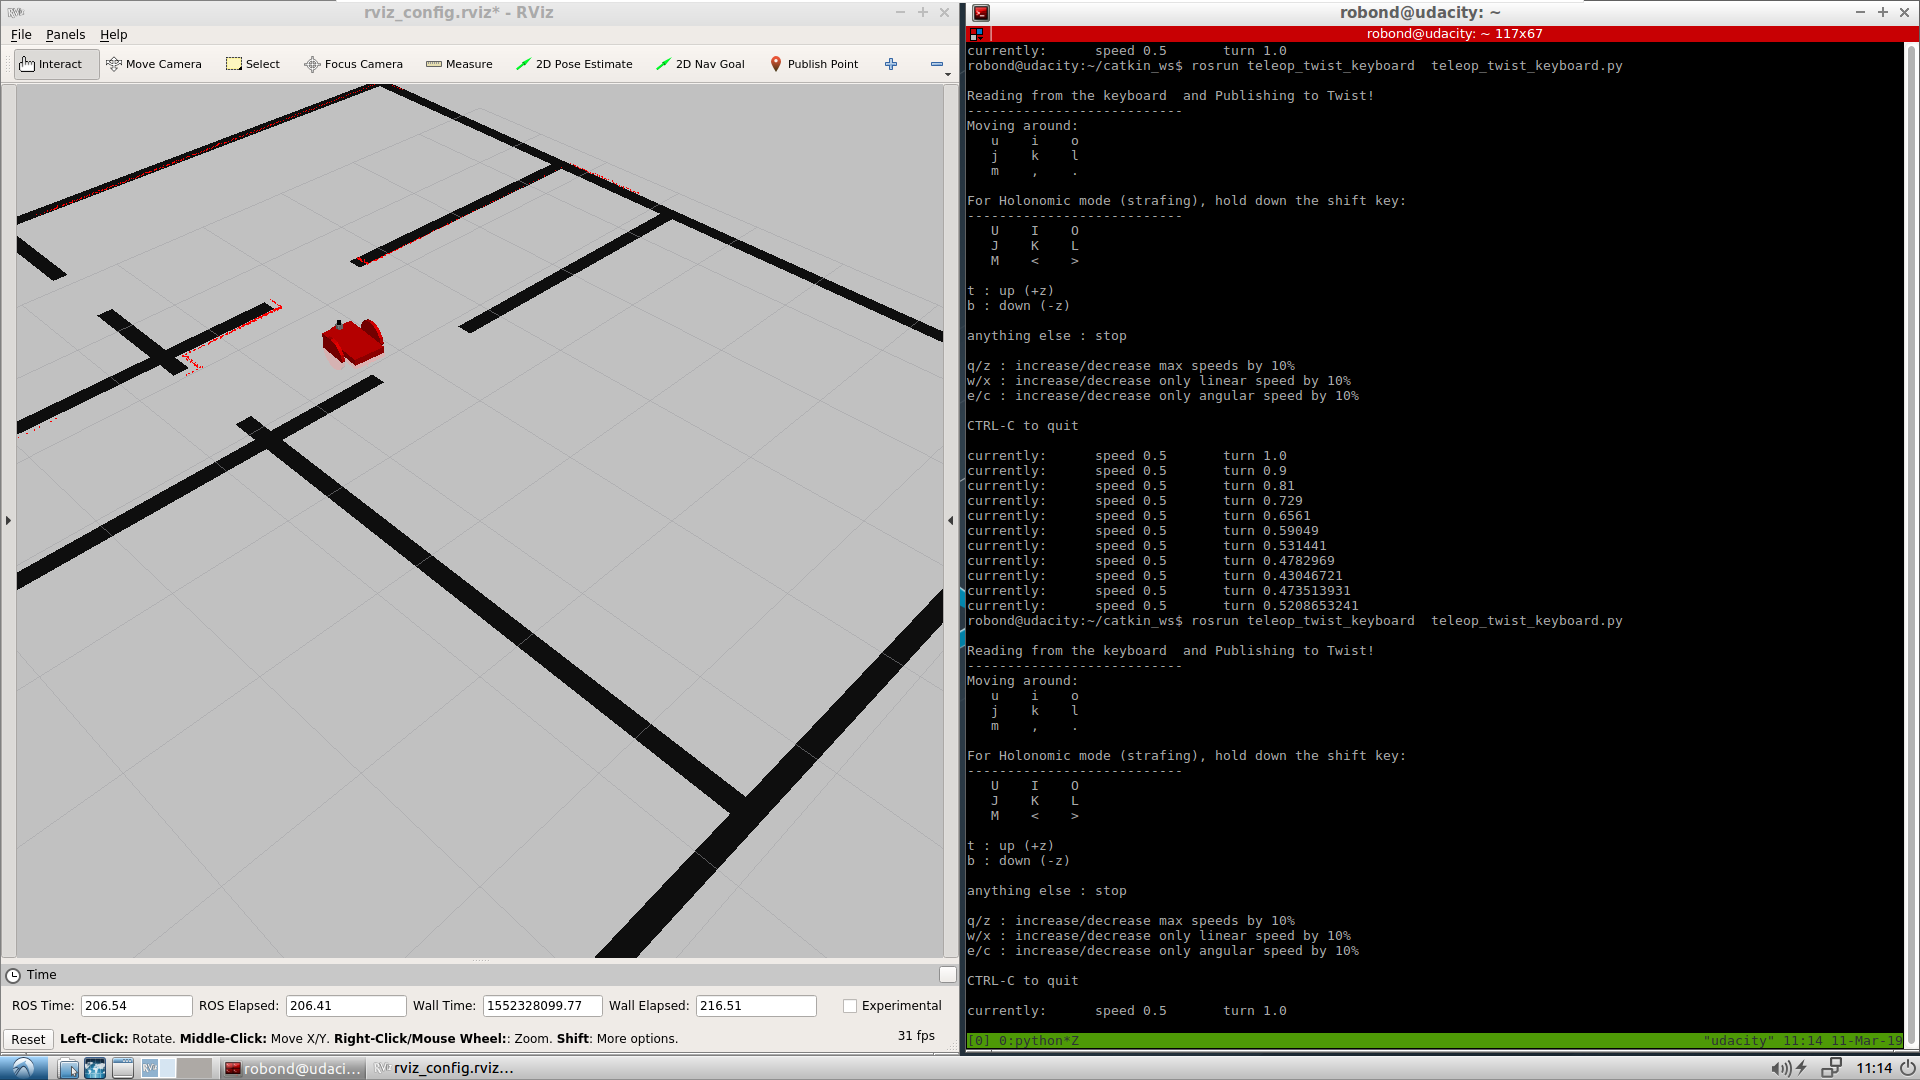 rviz_config.rviz* - RViz
File Panels Help
Interact Move Camera Select Focus Camera Measure 2D Pose Estimate 2D Nav Goal Publish Point
Time
ROS Time: 206.54 ROS Elapsed: 206.41 Wall Time: 1552328099.77 Wall Elapsed: 216.51 Experimental
Reset Left-Click: Rotate. Middle-Click: Move X/Y. Right-Click/Mouse Wheel:: Zoom. Shift: More options. 31 fps
robond@udacity: ~
robond@udacity: ~ 117x67
currently: speed 0.5 turn 1.0
robond@udacity:~/catkin_ws$ rosrun teleop_twist_keyboard teleop_twist_keyboard.py
Reading from the keyboard and Publishing to Twist!
---------------------------
Moving around:
u i o
j k l
m , .
For Holonomic mode (strafing), hold down the shift key:
---------------------------
U I O
J K L
M < >
t : up (+z)
b : down (-z)
anything else : stop
q/z : increase/decrease max speeds by 10%
w/x : increase/decrease only linear speed by 10%
e/c : increase/decrease only angular speed by 10%
CTRL-C to quit
currently: speed 0.5 turn 1.0
currently: speed 0.5 turn 0.9
currently: speed 0.5 turn 0.81
currently: speed 0.5 turn 0.729
currently: speed 0.5 turn 0.6561
currently: speed 0.5 turn 0.59049
currently: speed 0.5 turn 0.531441
currently: speed 0.5 turn 0.4782969
currently: speed 0.5 turn 0.43046721
currently: speed 0.5 turn 0.473513931
currently: speed 0.5 turn 0.5208653241
robond@udacity:~/catkin_ws$ rosrun teleop_twist_keyboard teleop_twist_keyboard.py
Reading from the keyboard and Publishing to Twist!
---------------------------
Moving around:
u i o
j k l
m , .
For Holonomic mode (strafing), hold down the shift key:
---------------------------
U I O
J K L
M < >
t : up (+z)
b : down (-z)
anything else : stop
q/z : increase/decrease max speeds by 10%
w/x : increase/decrease only linear speed by 10%
e/c : increase/decrease only angular speed by 10%
CTRL-C to quit
currently: speed 0.5 turn 1.0
[0] 0:python*Z "udacity" 11:14 11-Mar-19
robond@udaci... rviz_config.rviz... 11:14